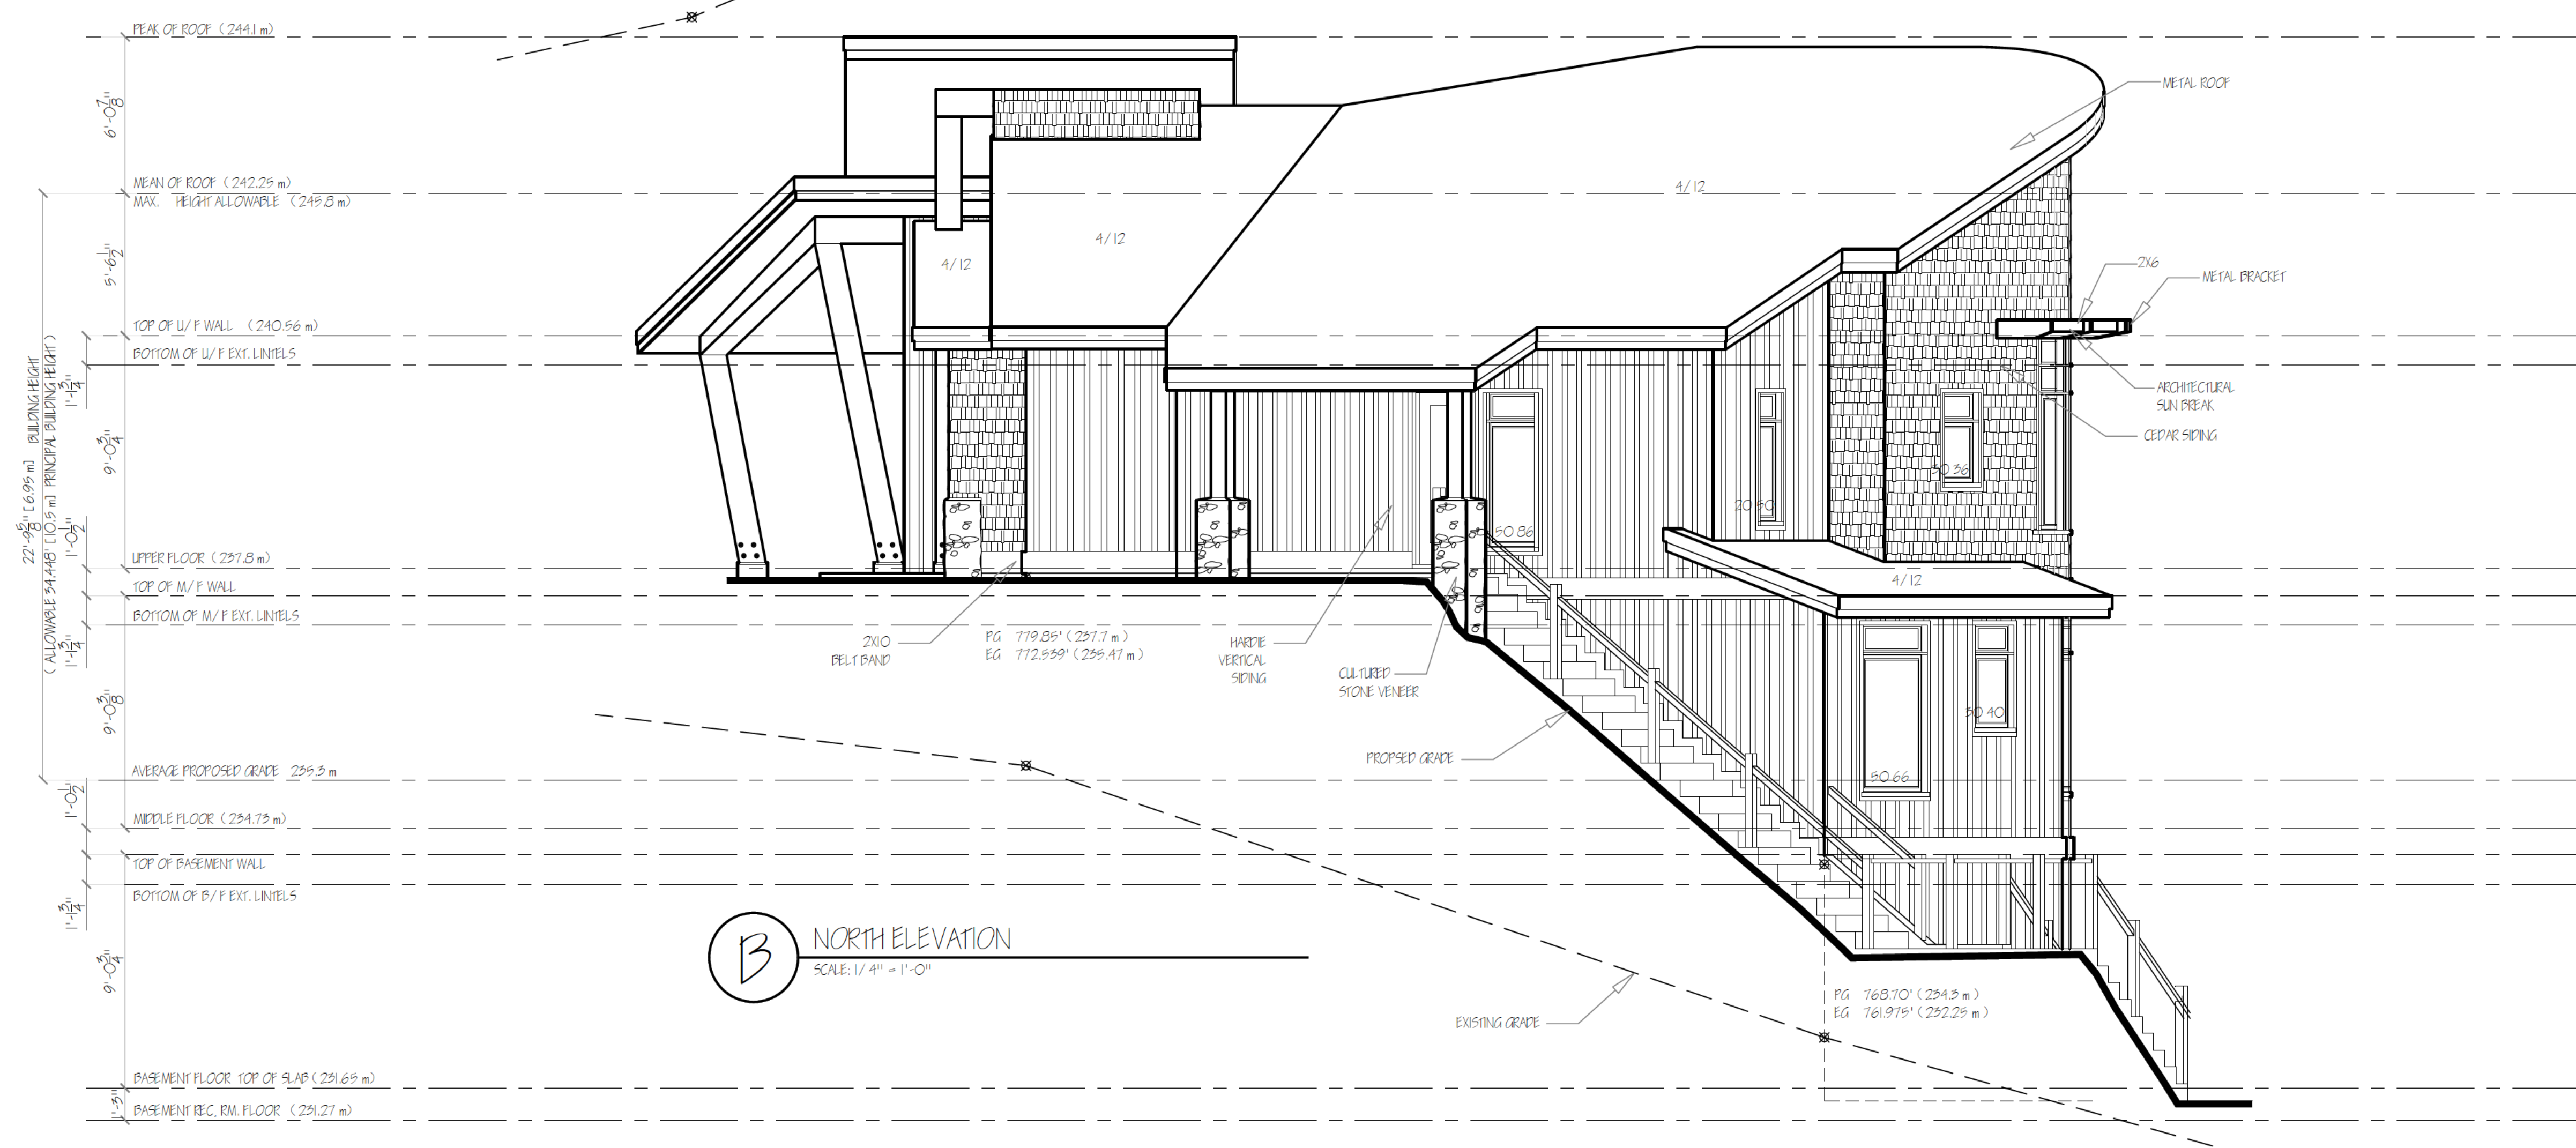 PEAK OF ROOF (244.1 m)
6'-0 7/8"
MEAN OF ROOF (242.25 m)
MAX. HEIGHT ALLOWABLE (245.8 m)
5'-6 1/2"
TOP OF U/F WALL (240.56 m)
BOTTOM OF U/F EXT. LINTELS
1'-1 3/4"
9'-0 3/4"
22'-9 5/8" [6.95 m] BUILDING HEIGHT
(ALLOWABLE 34.448' [10.5 m] PRINCIPAL BUILDING HEIGHT)
1'-0 1/2"
UPPER FLOOR (237.8 m)
TOP OF M/F WALL
BOTTOM OF M/F EXT. LINTELS
1'-1 3/4"
9'-0 3/8"
AVERAGE PROPOSED GRADE 235.3 m
1'-0 1/2"
MIDDLE FLOOR (234.73 m)
TOP OF BASEMENT WALL
BOTTOM OF B/F EXT. LINTELS
1'-1 3/4"
9'-0 3/4"
BASEMENT FLOOR TOP OF SLAB (231.65 m)
1'-3"
BASEMENT REC. RM. FLOOR (231.27 m)
4/12
4/12
4/12
METAL ROOF
2X6
METAL BRACKET
ARCHITECTURAL
SUN BREAK
CEDAR SIDING
30 36
20 50
50 86
4/12
2X10
BELT BAND
PG 779.85' (237.7 m)
EG 772.539' (235.47 m)
HARDIE
VERTICAL
SIDING
CULTURED
STONE VENEER
PROPSED GRADE
30 40
50 66
B
NORTH ELEVATION
SCALE: 1/4" = 1'-0"
PG 768.70' (234.3 m)
EG 761.975' (232.25 m)
EXISTING GRADE